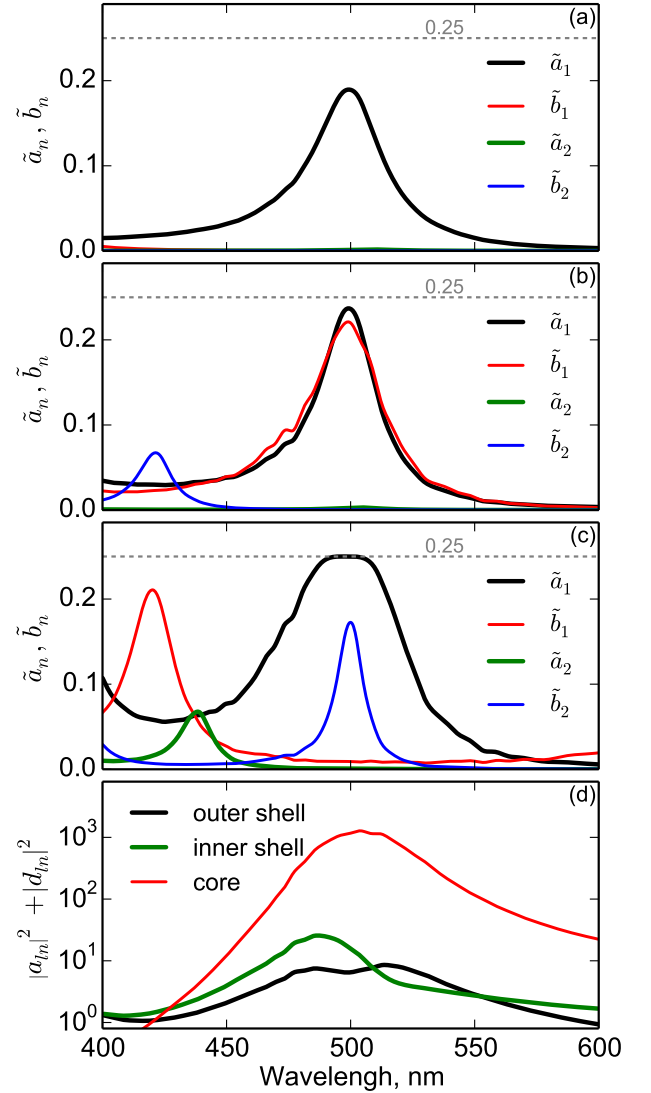 (a)
0.25
0.2
0.1
0.0
ãₙ, b̃ₙ
ã₁
b̃₁
ã₂
b̃₂
(b)
0.25
0.2
0.1
0.0
ãₙ, b̃ₙ
ã₁
b̃₁
ã₂
b̃₂
(c)
0.25
0.2
0.1
0.0
ãₙ, b̃ₙ
ã₁
b̃₁
ã₂
b̃₂
(d)
outer shell
inner shell
core
10³
10²
10¹
10⁰
|aₗₙ|² + |dₗₙ|²
400 450 500 550 600
Wavelengh, nm